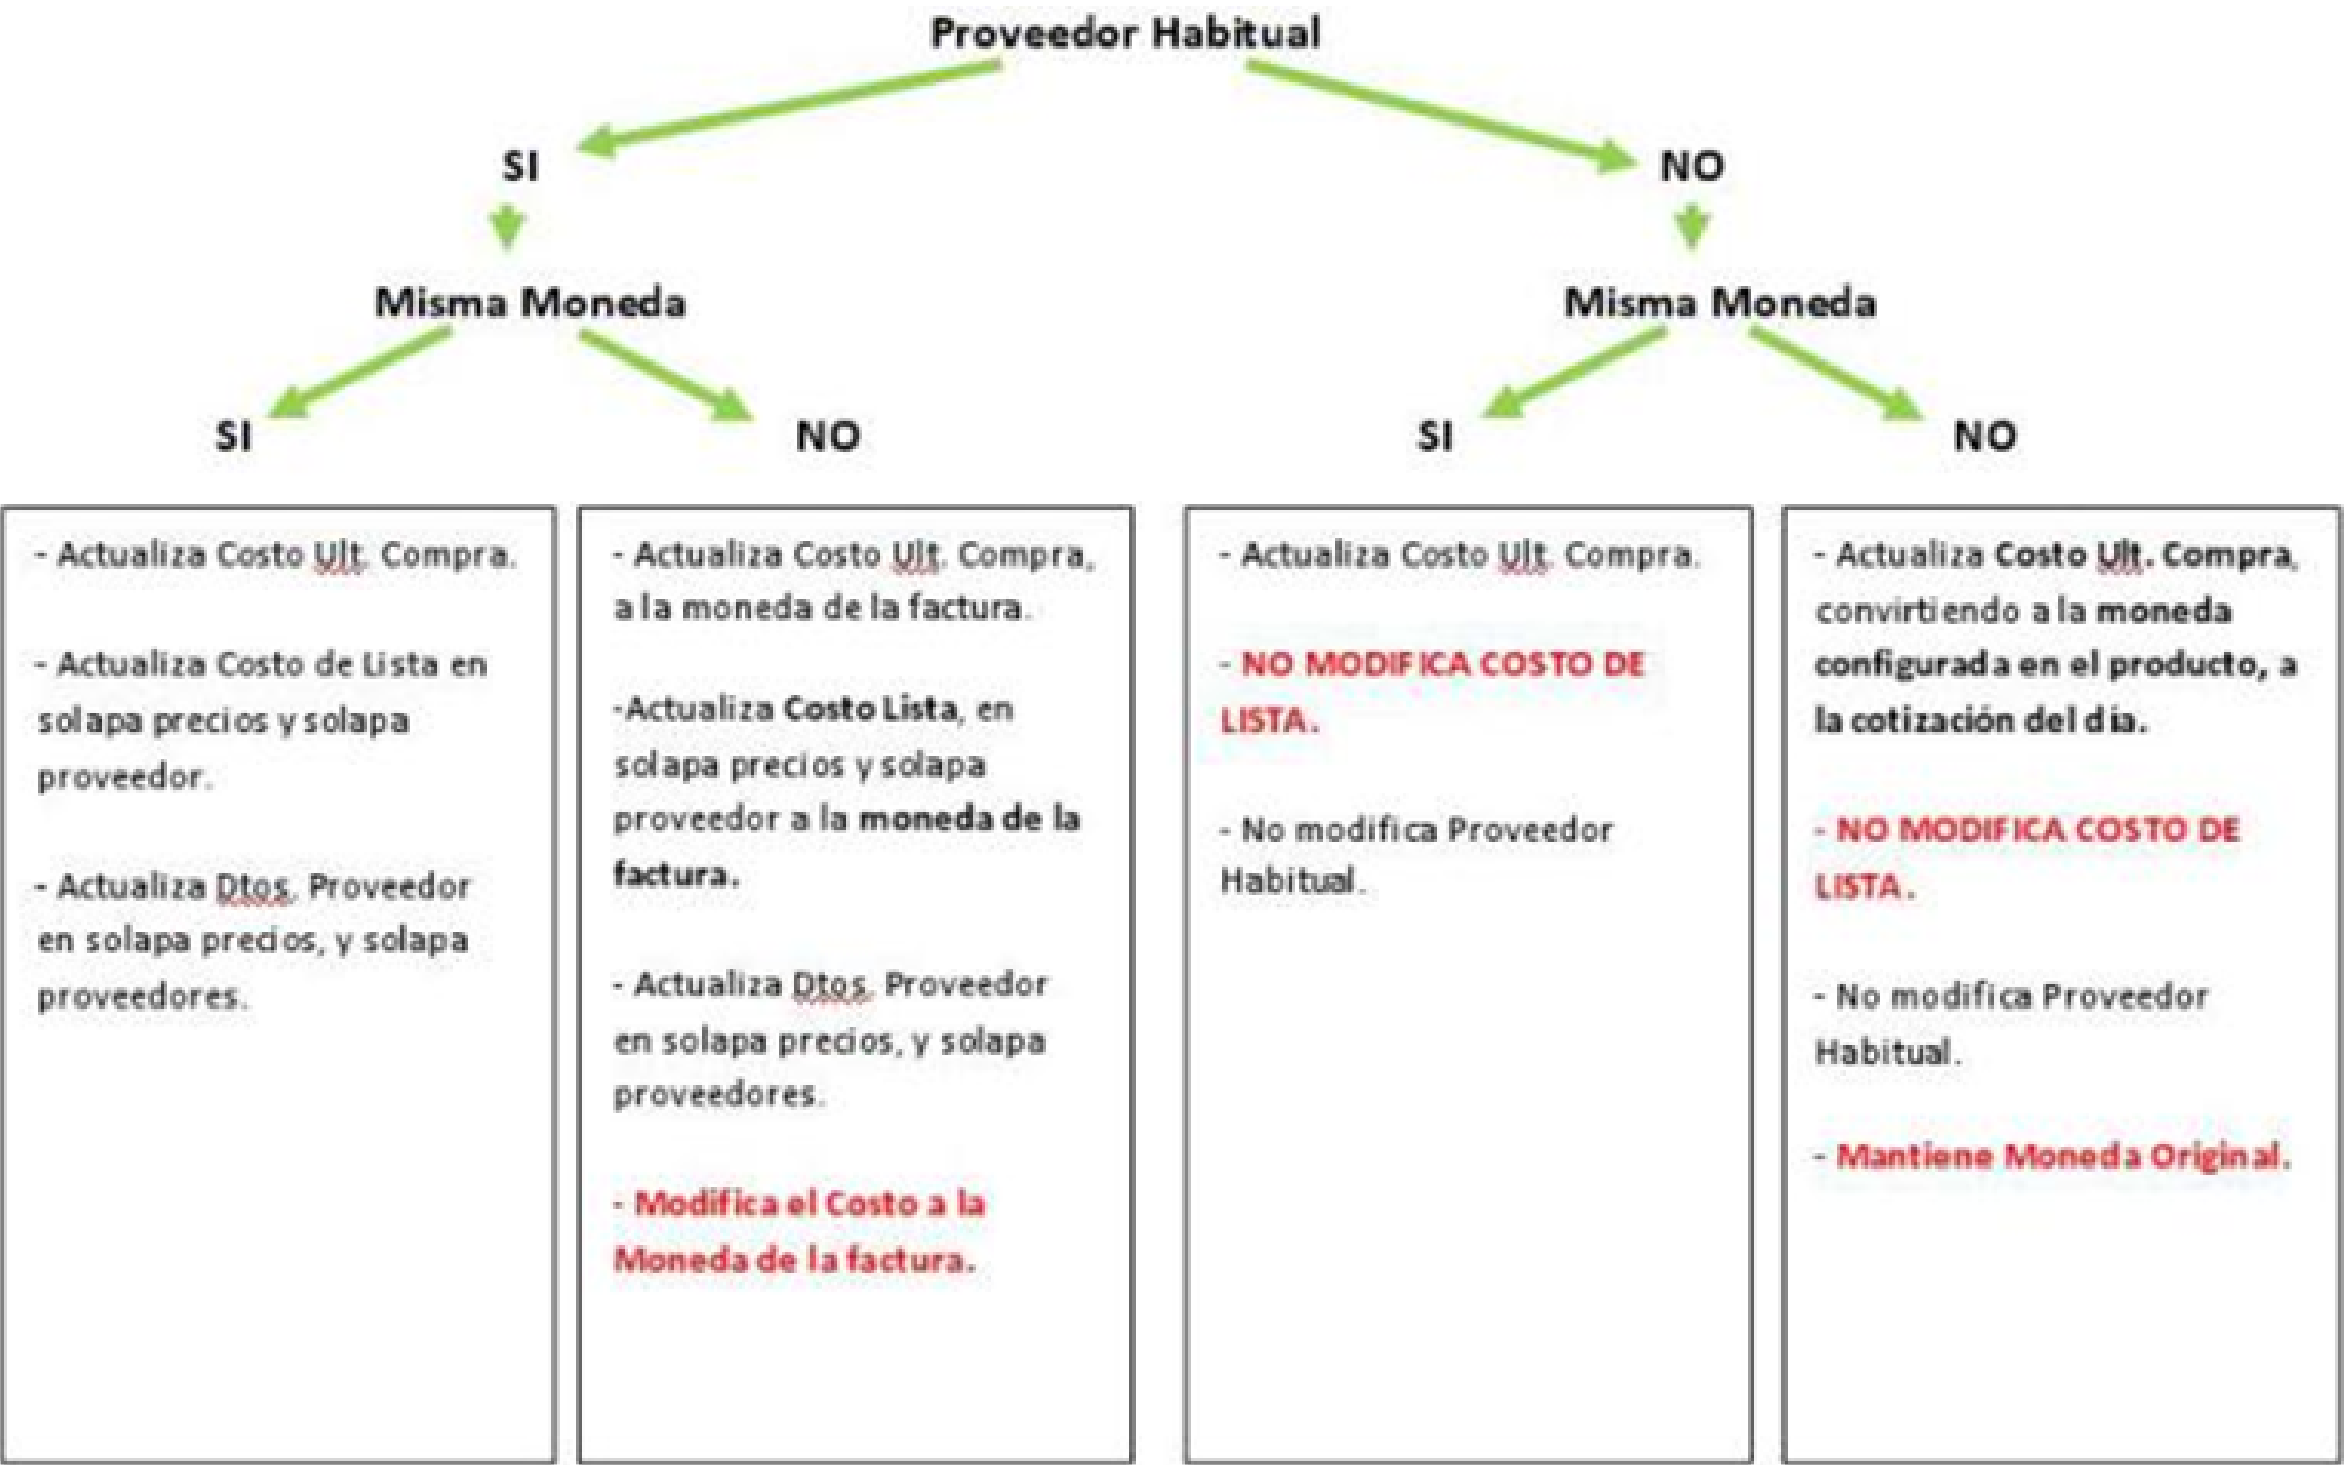 Proveedor Habitual
SI
NO
Misma Moneda
Misma Moneda
SI
NO
SI
NO
- Actualiza Costo Ult. Compra.
- Actualiza Costo de Lista en
solapa precios y solapa
proveedor.
- Actualiza Dtos. Proveedor
en solapa precios, y solapa
proveedores.
- Actualiza Costo Ult. Compra,
a la moneda de la factura.
-Actualiza Costo Lista, en
solapa precios y solapa
proveedor a la moneda de la
factura.
- Actualiza Dtos. Proveedor
en solapa precios, y solapa
proveedores.
- Modifica el Costo a la
Moneda de la factura.
- Actualiza Costo Ult. Compra.
- NO MODIFICA COSTO DE
LISTA.
- No modifica Proveedor
Habitual.
- Actualiza Costo Ult. Compra,
convirtiendo a la moneda
configurada en el producto, a
la cotización del día.
- NO MODIFICA COSTO DE
LISTA.
- No modifica Proveedor
Habitual.
- Mantiene Moneda Original.